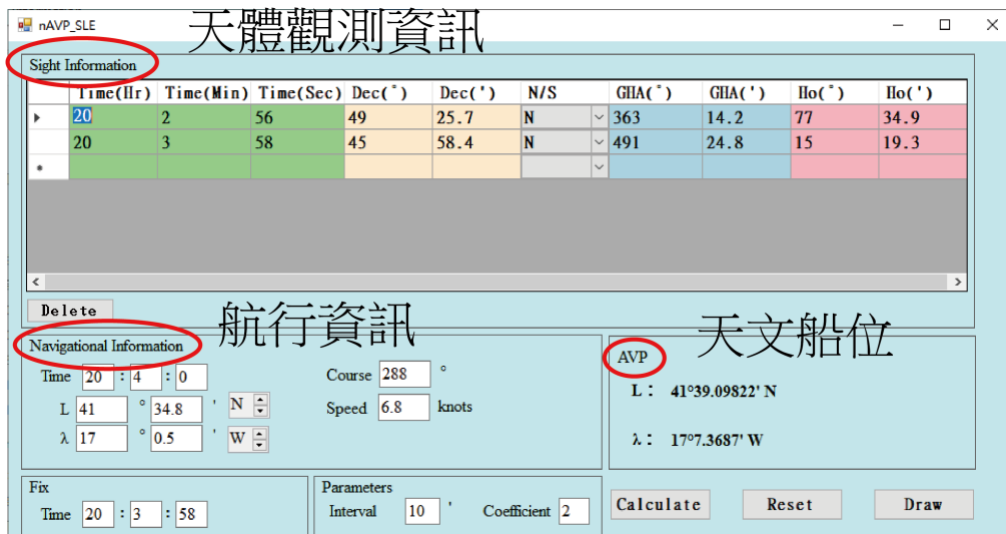 nAVP_SLE
天體觀測資訊
Sight Information
Time(Hr) Time(Min) Time(Sec) Dec(°) Dec(') N/S GHA(°) GHA(') Ho(°) Ho(')
20 2 56 49 25.7 N 363 14.2 77 34.9
20 3 58 45 58.4 N 491 24.8 15 19.3
Delete
航行資訊
天文船位
Navigational Information
Time 20 : 4 : 0 Course 288 °
L 41 ° 34.8 ' N Speed 6.8 knots
λ 17 ° 0.5 ' W
AVP
L： 41°39.09822' N
λ： 17°7.3687' W
Fix
Time 20 : 3 : 58
Parameters
Interval 10 ' Coefficient 2
Calculate Reset Draw